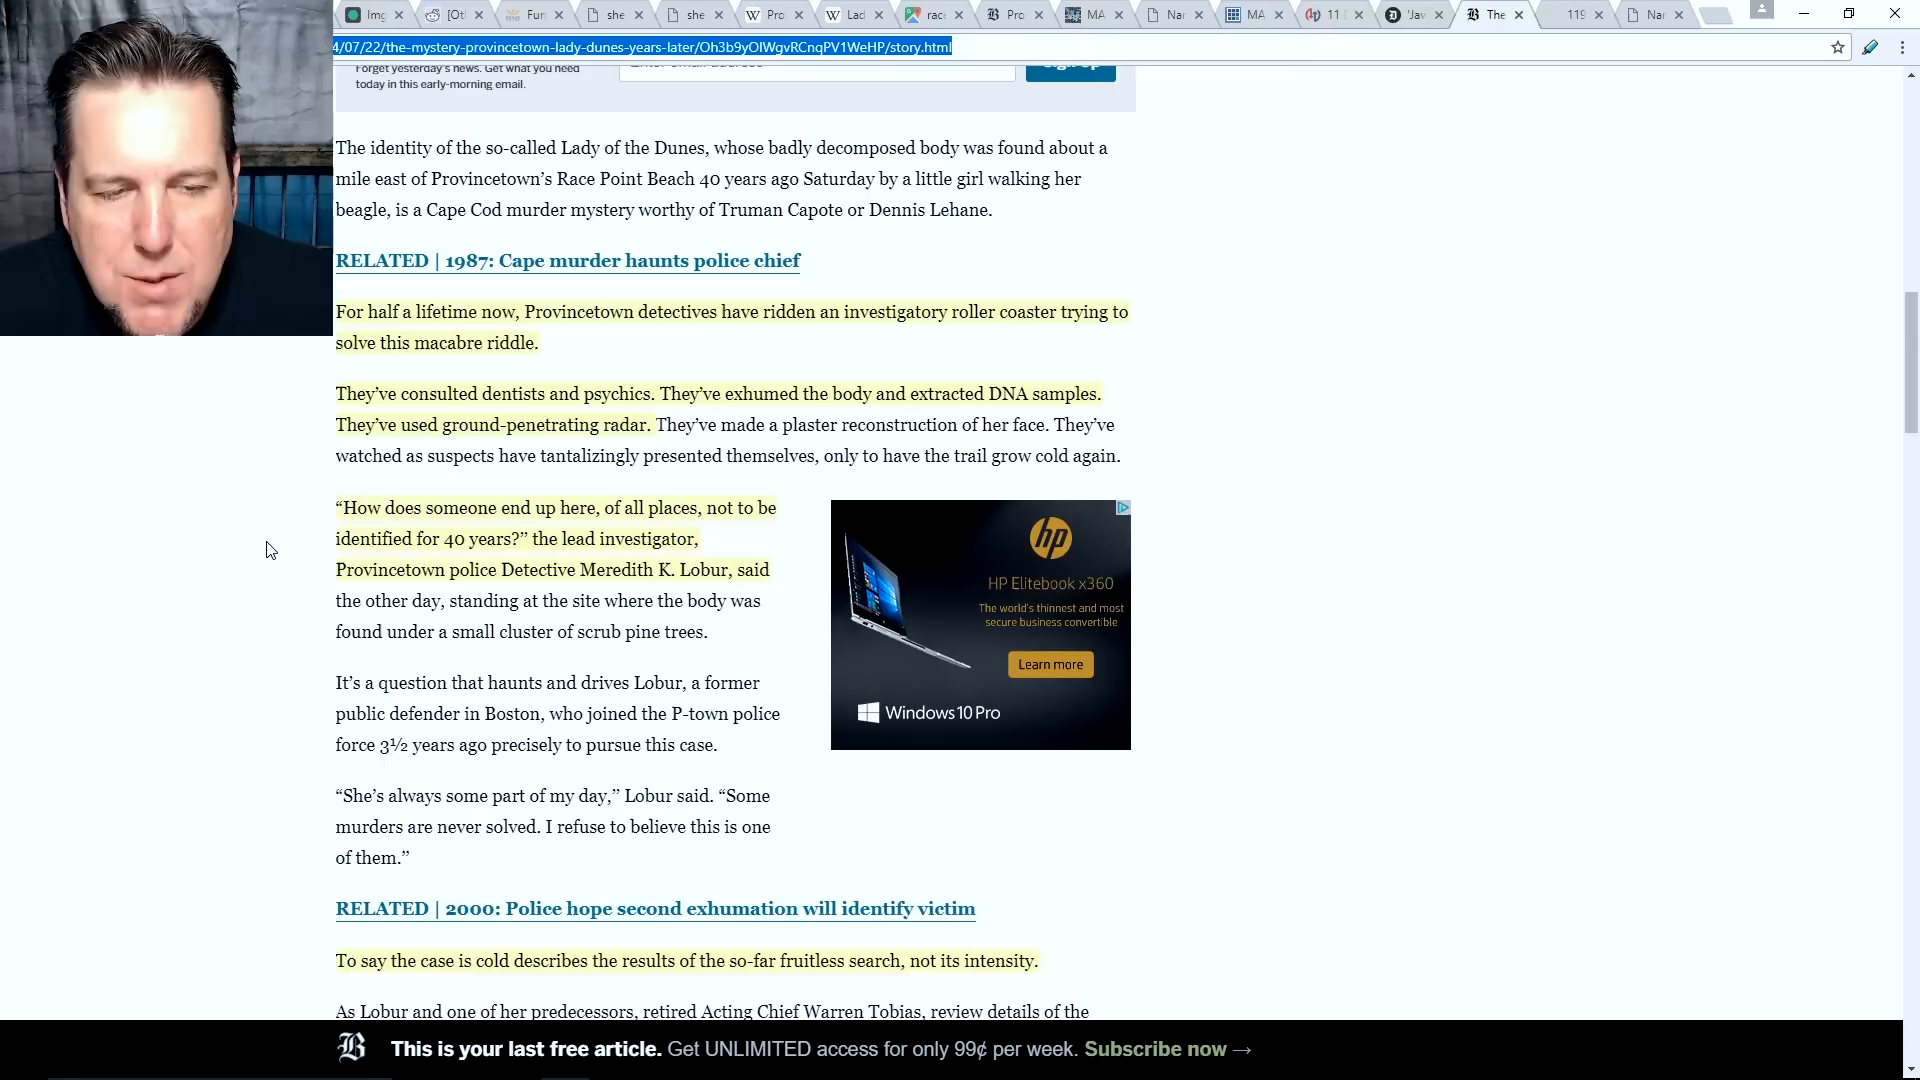 Img
[Ot
Fur
she
she
Pro
Lad
race
Pro
MA
Nar
MA
11
'Jav
The
119
Nar
4/07/22/the-mystery-provincetown-lady-dunes-years-later/Oh3b9yOIWgvRCnqPV1WeHP/story.html
Forget yesterday's news. Get what you need
today in this early-morning email.
Enter email address
Sign Up
The identity of the so-called Lady of the Dunes, whose badly decomposed body was found about a
mile east of Provincetown’s Race Point Beach 40 years ago Saturday by a little girl walking her
beagle, is a Cape Cod murder mystery worthy of Truman Capote or Dennis Lehane.
RELATED | 1987: Cape murder haunts police chief
For half a lifetime now, Provincetown detectives have ridden an investigatory roller coaster trying to
solve this macabre riddle.
They’ve consulted dentists and psychics. They’ve exhumed the body and extracted DNA samples.
They’ve used ground-penetrating radar. They’ve made a plaster reconstruction of her face. They’ve
watched as suspects have tantalizingly presented themselves, only to have the trail grow cold again.
“How does someone end up here, of all places, not to be
identified for 40 years?” the lead investigator,
Provincetown police Detective Meredith K. Lobur, said
the other day, standing at the site where the body was
found under a small cluster of scrub pine trees.
It’s a question that haunts and drives Lobur, a former
public defender in Boston, who joined the P-town police
force 3½ years ago precisely to pursue this case.
“She’s always some part of my day,” Lobur said. “Some
murders are never solved. I refuse to believe this is one
of them.”
hp
HP Elitebook x360
The world's thinnest and most
secure business convertible
Learn more
Windows 10 Pro
RELATED | 2000: Police hope second exhumation will identify victim
To say the case is cold describes the results of the so-far fruitless search, not its intensity.
As Lobur and one of her predecessors, retired Acting Chief Warren Tobias, review details of the
B This is your last free article. Get UNLIMITED access for only 99¢ per week. Subscribe now →